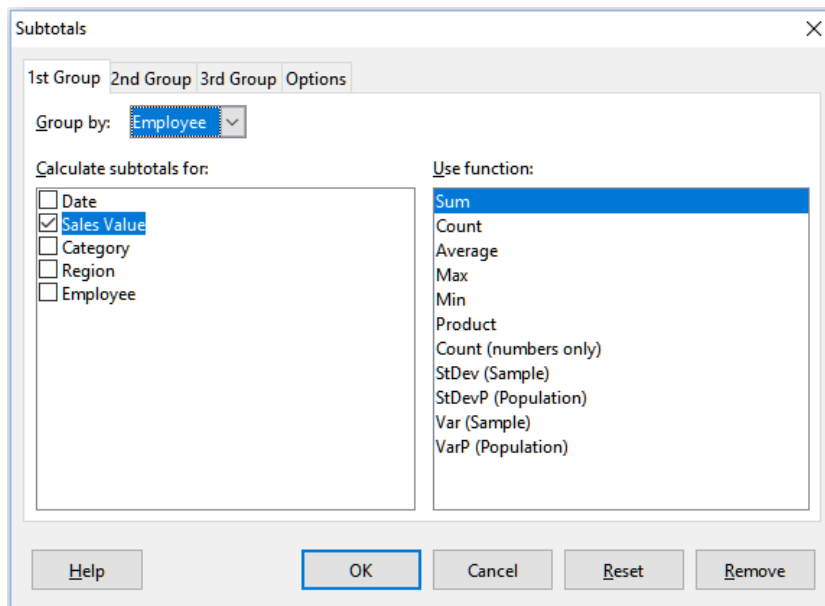 Subtotals
1st Group 2nd Group 3rd Group Options
Group by: Employee
Calculate subtotals for: Use function:
Date Sum
Sales Value Count
Category Average
Region Max
Employee Min
Product
Count (numbers only)
StDev (Sample)
StDevP (Population)
Var (Sample)
VarP (Population)
Help OK Cancel Reset Remove